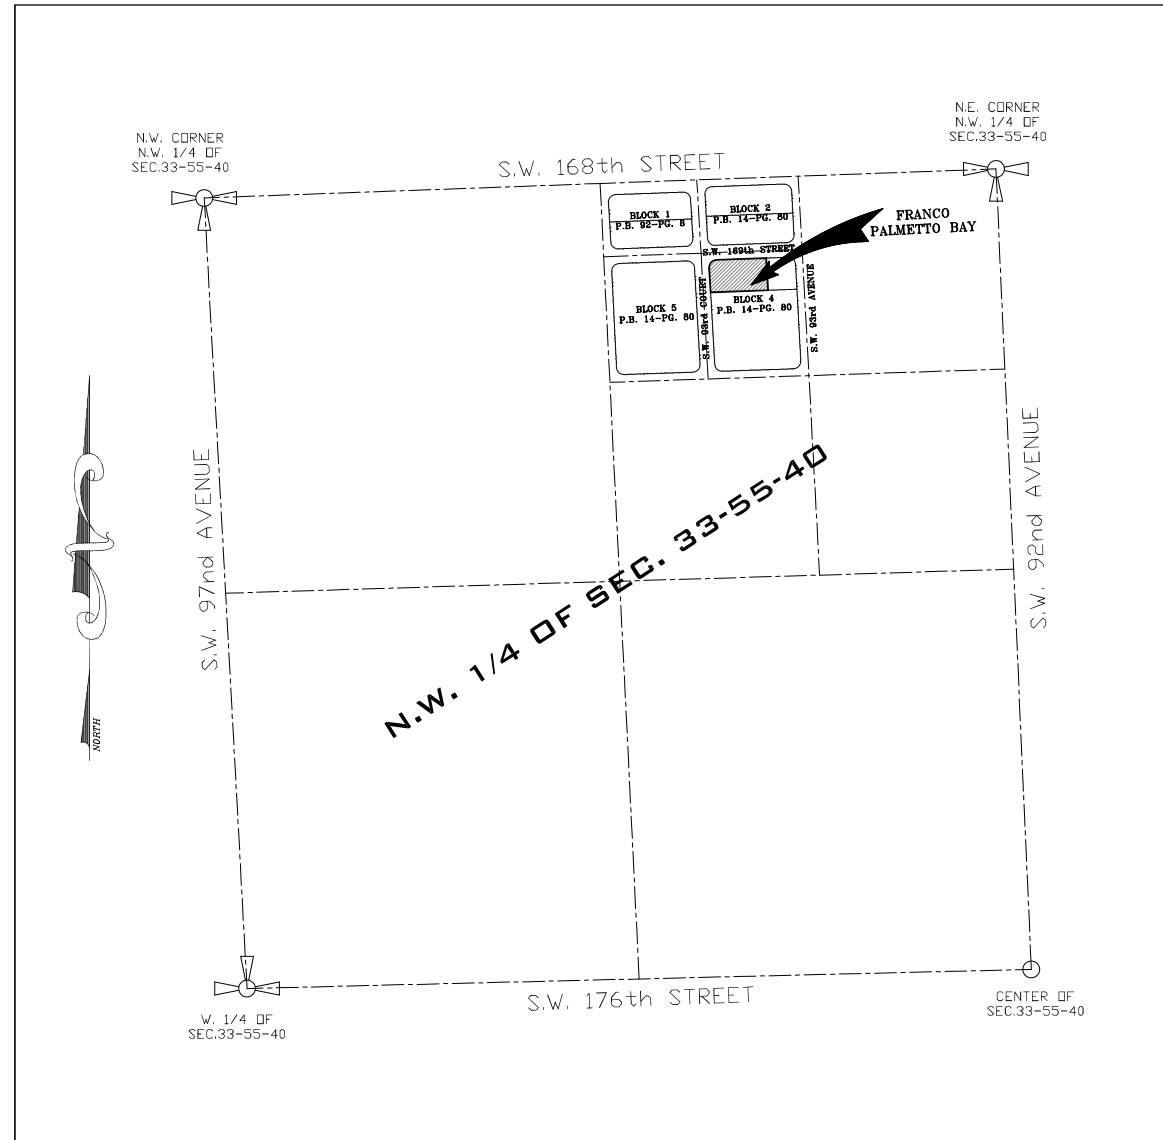 N.E. CORNER
N.W. 1/4 OF
SEC.33-55-40
N.W. CORNER
N.W. 1/4 OF
SEC.33-55-40
S.W. 168th STREET
BLOCK 1
P.B. 92-PG. 8
BLOCK 2
P.B. 14-PG. 80
FRANCO
PALMETTO BAY
S.W. 169th STREET
BLOCK 5
P.B. 14-PG. 80
S.W. 93rd COURT
BLOCK 4
P.B. 14-PG. 80
S.W. 93rd AVENUE
S.W. 97nd AVENUE
S.W. 92nd AVENUE
N.W. 1/4 OF SEC. 33-55-40
NORTH
S.W. 176th STREET
W. 1/4 OF
SEC.33-55-40
CENTER OF
SEC.33-55-40